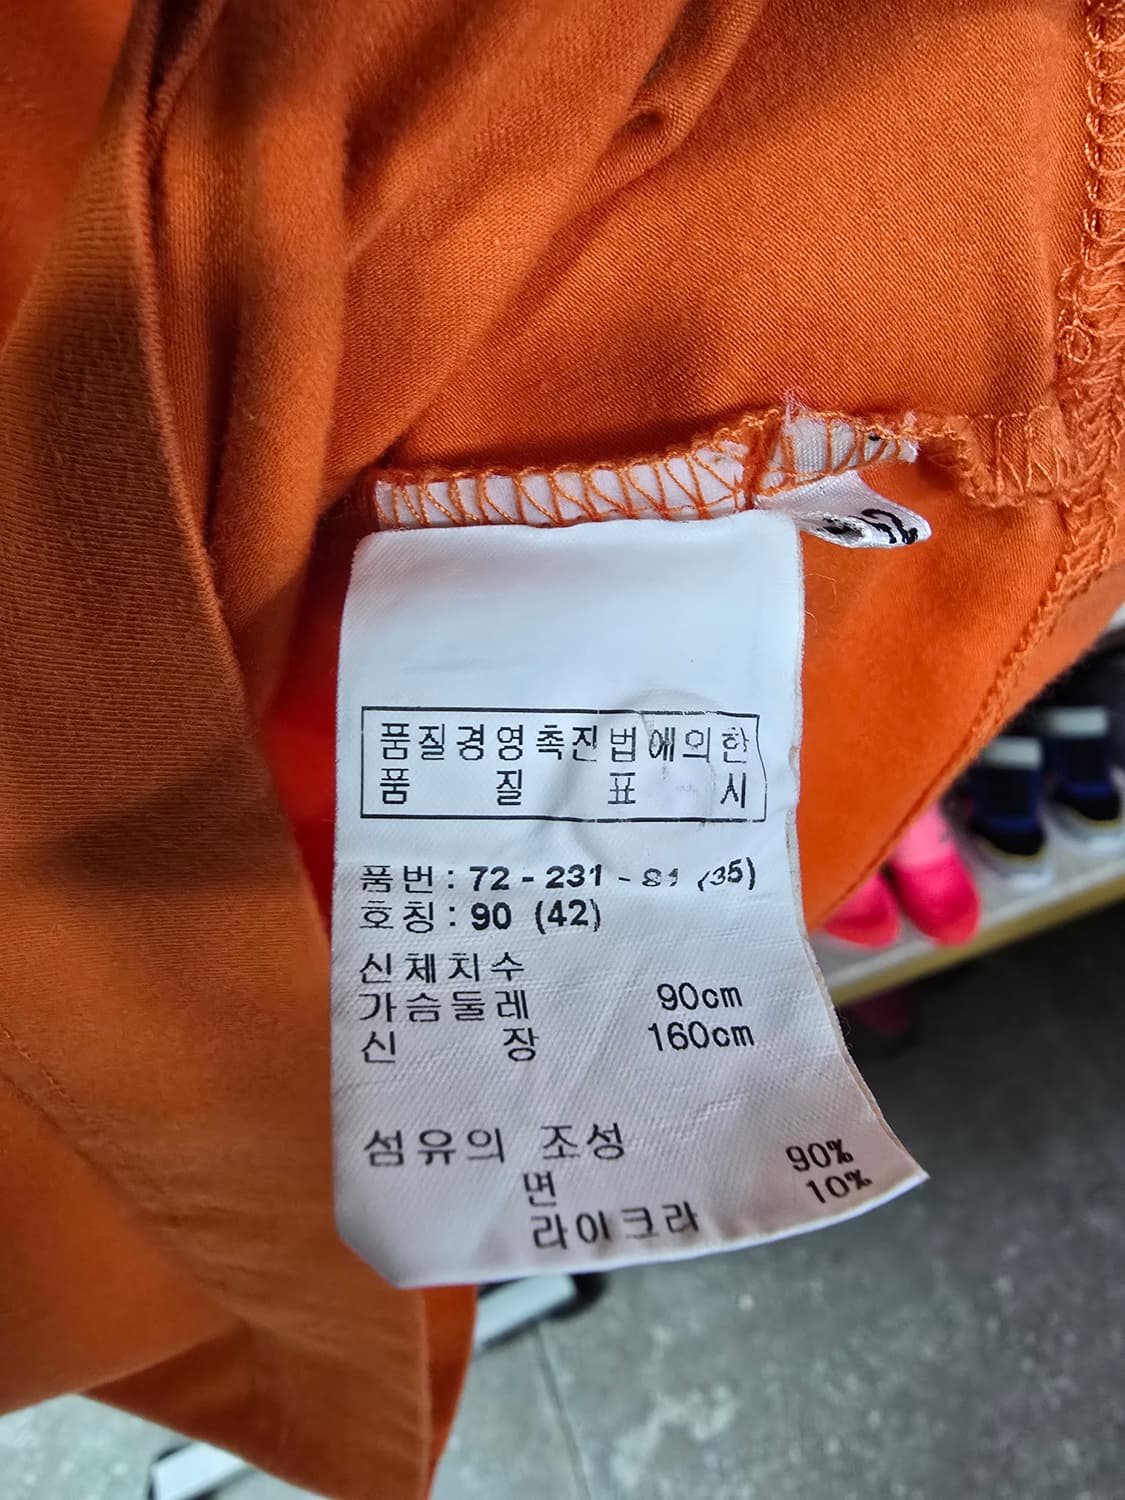 품질경영촉진법에의한
품 질 표 시
품번 : 72 - 231 - 81 (35)
호칭 : 90 (42)
신체치수
가슴둘레 90cm
신 장 160cm
섬유의 조성
면 90%
라이크라 10%